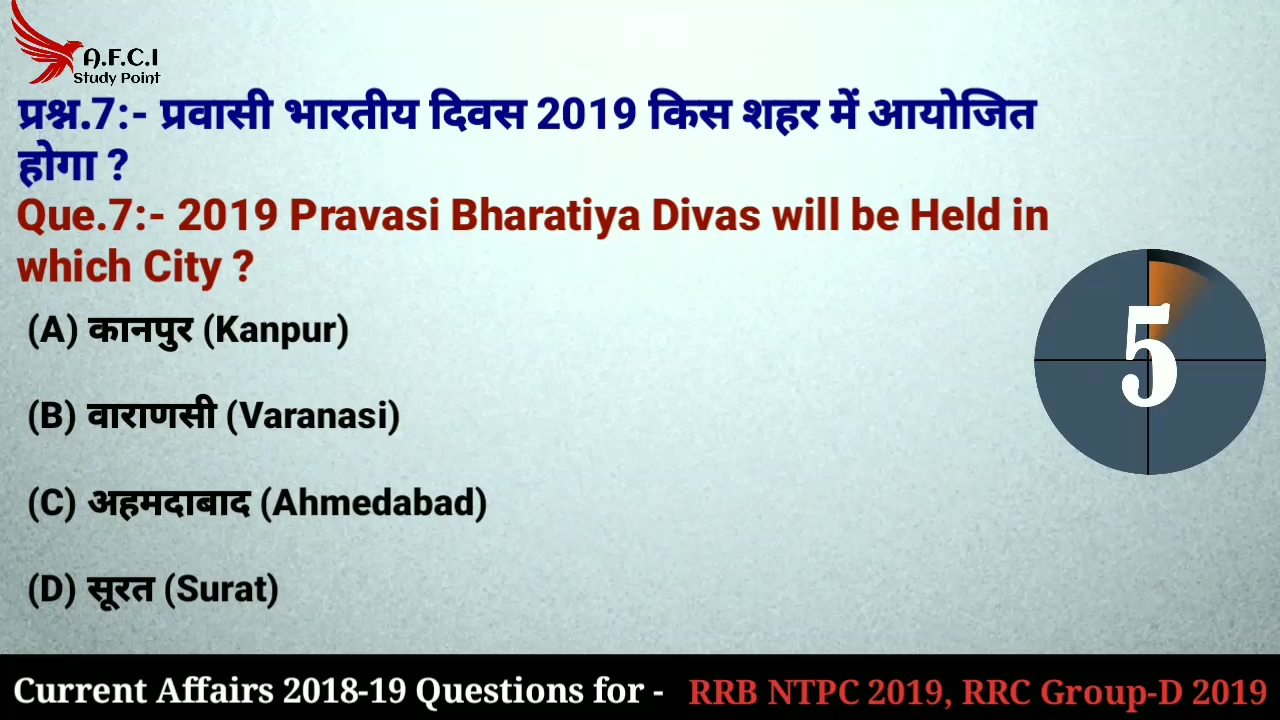 A.F.C.I
Study Point
प्रश्न.7:- प्रवासी भारतीय दिवस 2019 किस शहर में आयोजित
होगा ?
Que.7:- 2019 Pravasi Bharatiya Divas will be Held in
which City ?
(A) कानपुर (Kanpur)
5
(B) वाराणसी (Varanasi)
(C) अहमदाबाद (Ahmedabad)
(D) सूरत (Surat)
Current Affairs 2018-19 Questions for - RRB NTPC 2019, RRC Group-D 2019